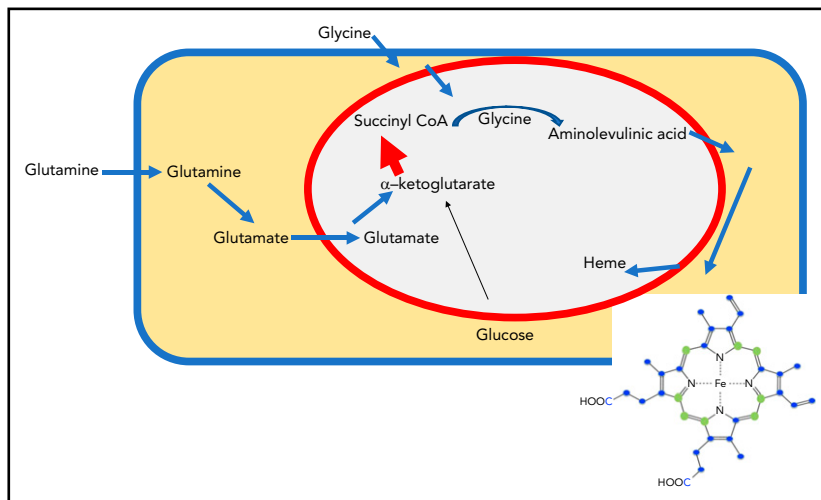 Glycine
Succinyl CoA
Glycine
Aminolevulinic acid
Glutamine
Glutamine
α–ketoglutarate
Glutamate
Glutamate
Heme
Glucose
N
N
Fe
N
N
HOOC
HOOC